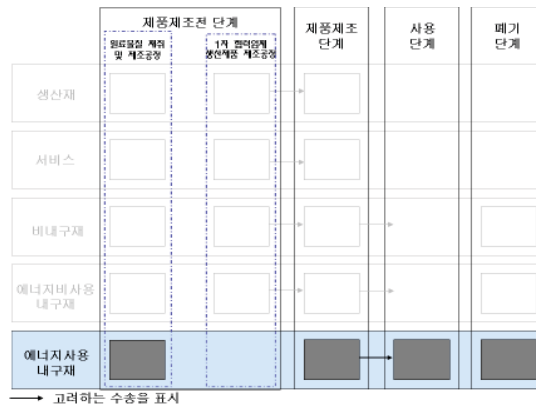 제품제조전 단계
제품제조
단계
사용
단계
폐기
단계
원료물질 채취
및 제조공정
1차 협력업체
생산제품 제조공정
생산재
서비스
비내구재
에너지비사용
내구재
에너지사용
내구재
고려하는 수송을 표시